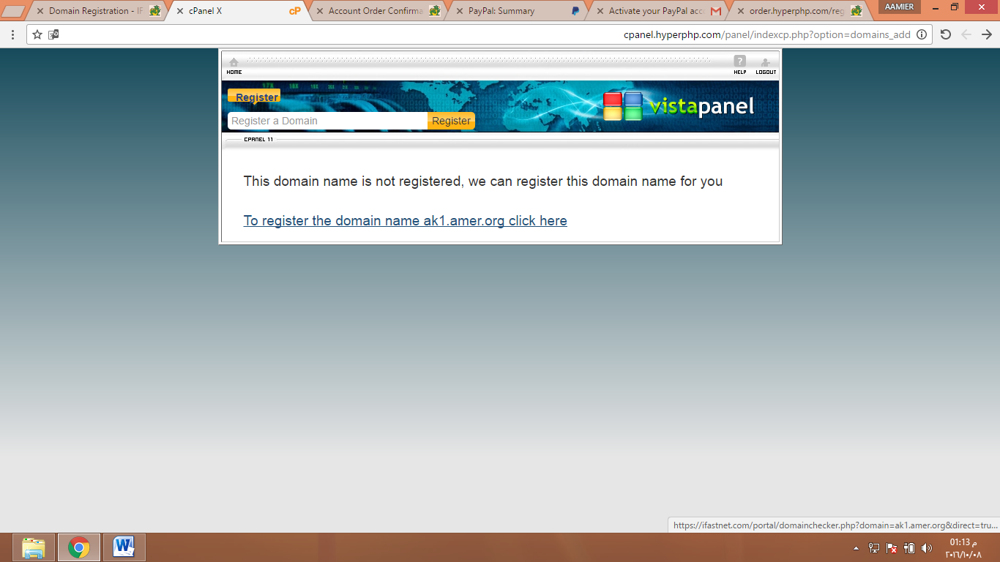 Domain Registration - IF
cPanel X
cP
Account Order Confirma
PayPal: Summary
Activate your PayPal acc
order.hyperphp.com/reg
AAMIER
cpanel.hyperphp.com/panel/indexcp.php?option=domains_add
HOME
HELP
LOGOUT
Register
Register a Domain
Register
vistapanel
CPANEL 11
This domain name is not registered, we can register this domain name for you
To register the domain name ak1.amer.org click here
https://ifastnet.com/portal/domainchecker.php?domain=ak1.amer.org&direct=tru...
01:13 م
٢٠١٦/١٠/٠٨